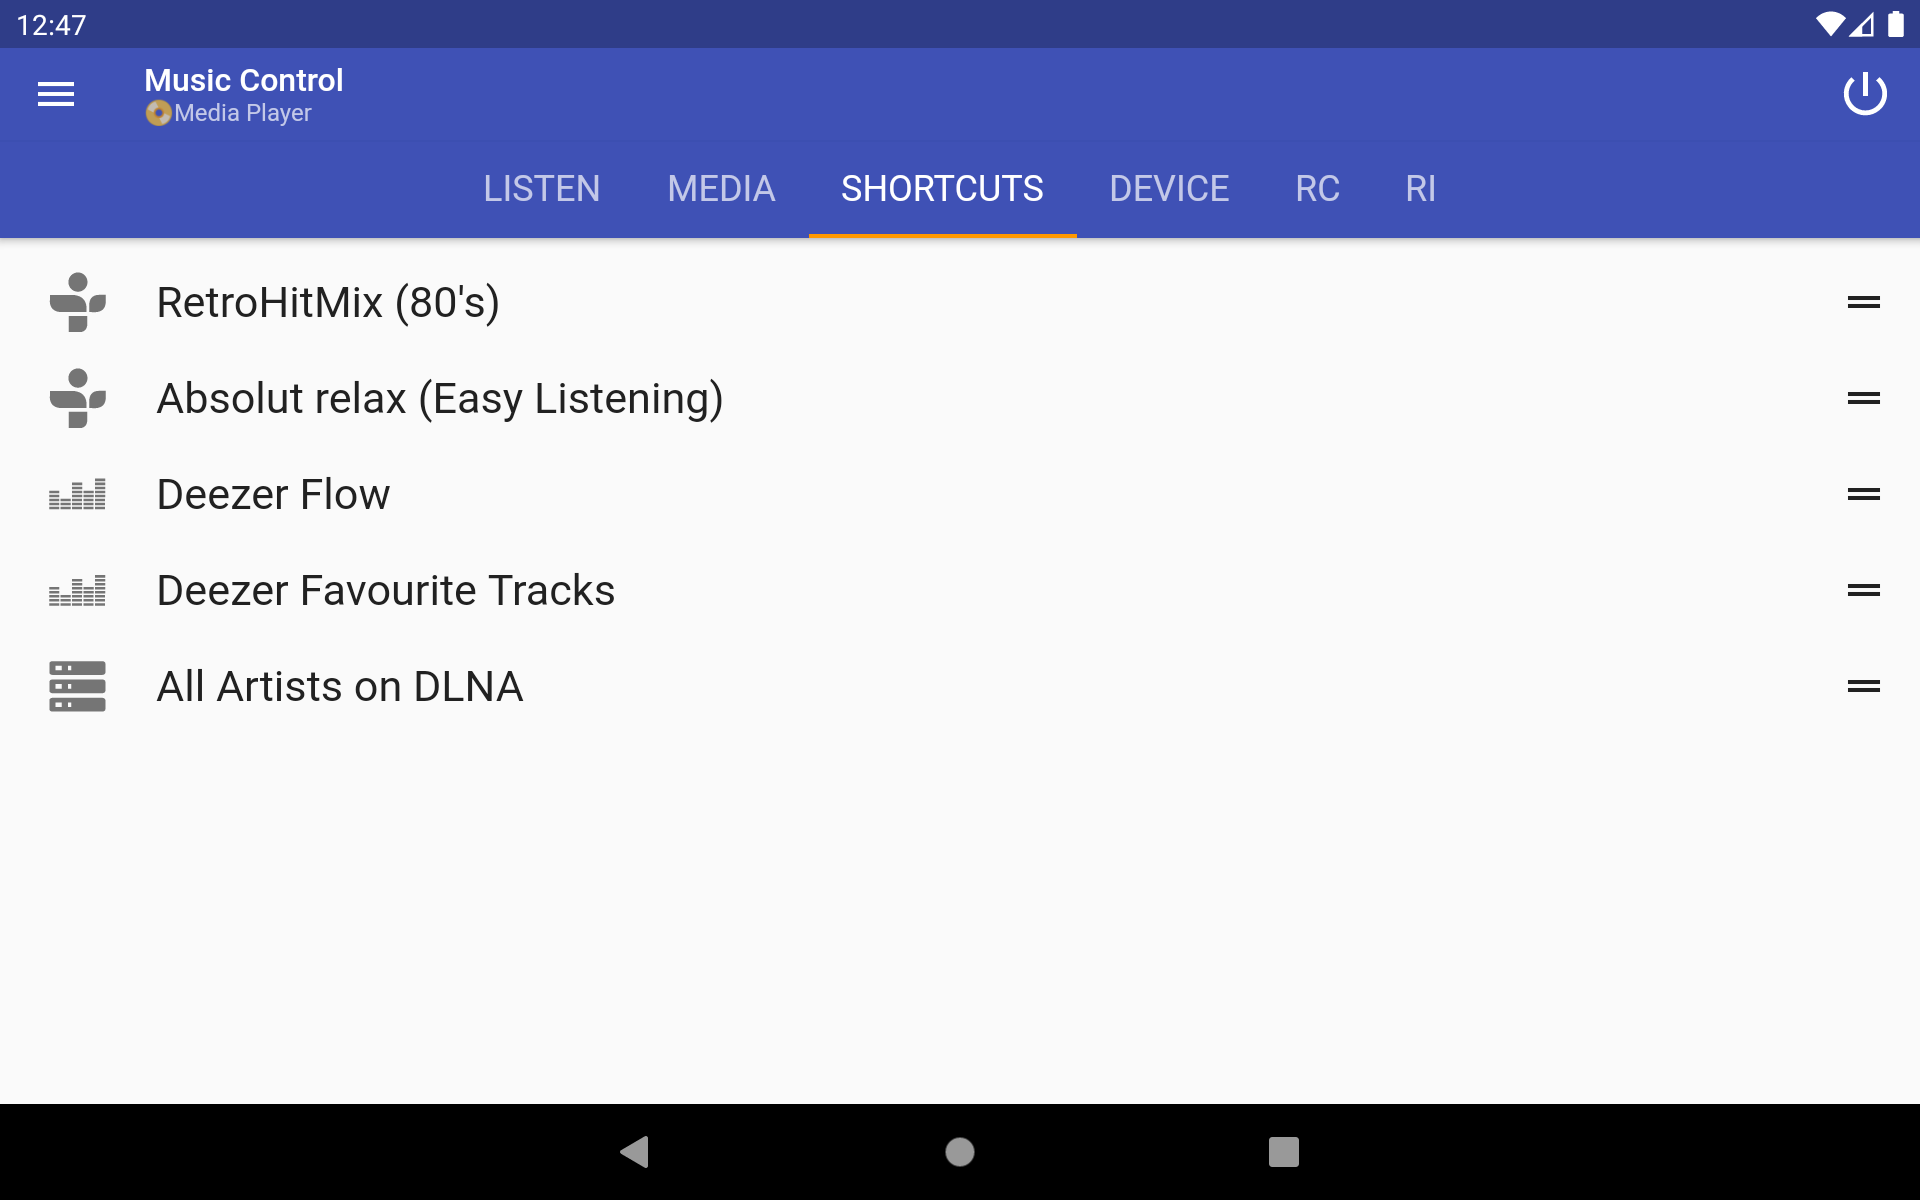 12:47
Music Control
📀Media Player
LISTEN MEDIA SHORTCUTS DEVICE RC RI
RetroHitMix (80's)
Absolut relax (Easy Listening)
Deezer Flow
Deezer Favourite Tracks
All Artists on DLNA